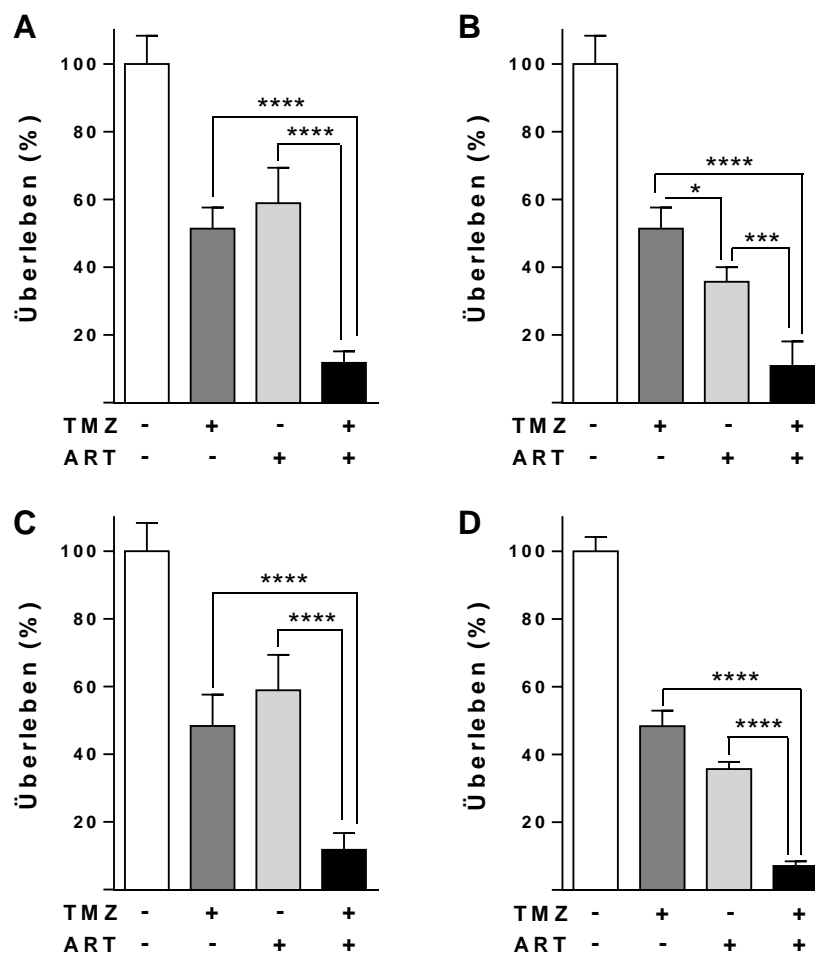 A
Überleben (%)
100
80
60
40
20
****
****
TMZ - + - +
ART - - + +
B
Überleben (%)
100
80
60
40
20
****
*
***
TMZ - + - +
ART - - + +
C
Überleben (%)
100
80
60
40
20
****
****
TMZ - + - +
ART - - + +
D
Überleben (%)
100
80
60
40
20
****
****
TMZ - + - +
ART - - + +